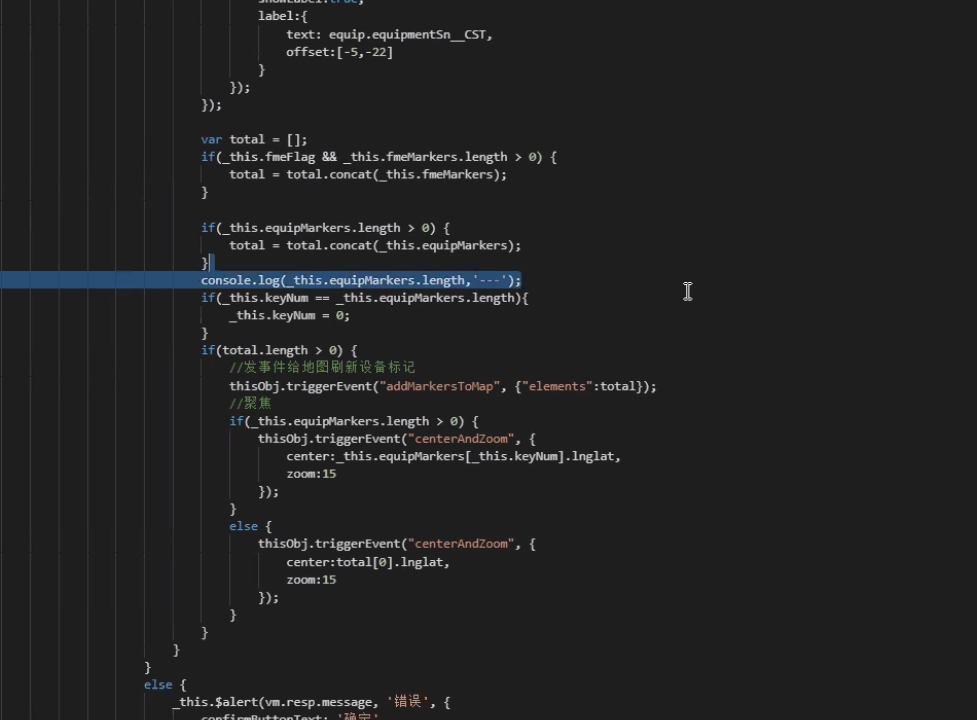 showLabel:true,
label:{
text: equip.equipmentSn__CST,
offset:[-5,-22]
}
});
});
var total = [];
if(_this.fmeFlag && _this.fmeMarkers.length > 0) {
total = total.concat(_this.fmeMarkers);
}
if(_this.equipMarkers.length > 0) {
total = total.concat(_this.equipMarkers);
}
console.log(_this.equipMarkers.length,'---');
if(_this.keyNum == _this.equipMarkers.length){
_this.keyNum = 0;
}
if(total.length > 0) {
//发事件给地图刷新设备标记
thisObj.triggerEvent("addMarkersToMap", {"elements":total});
//聚焦
if(_this.equipMarkers.length > 0) {
thisObj.triggerEvent("centerAndZoom", {
center:_this.equipMarkers[_this.keyNum].lnglat,
zoom:15
});
}
else {
thisObj.triggerEvent("centerAndZoom", {
center:total[0].lnglat,
zoom:15
});
}
}
}
}
else {
_this.$alert(vm.resp.message, '错误', {
confirmButtonText: '确定'